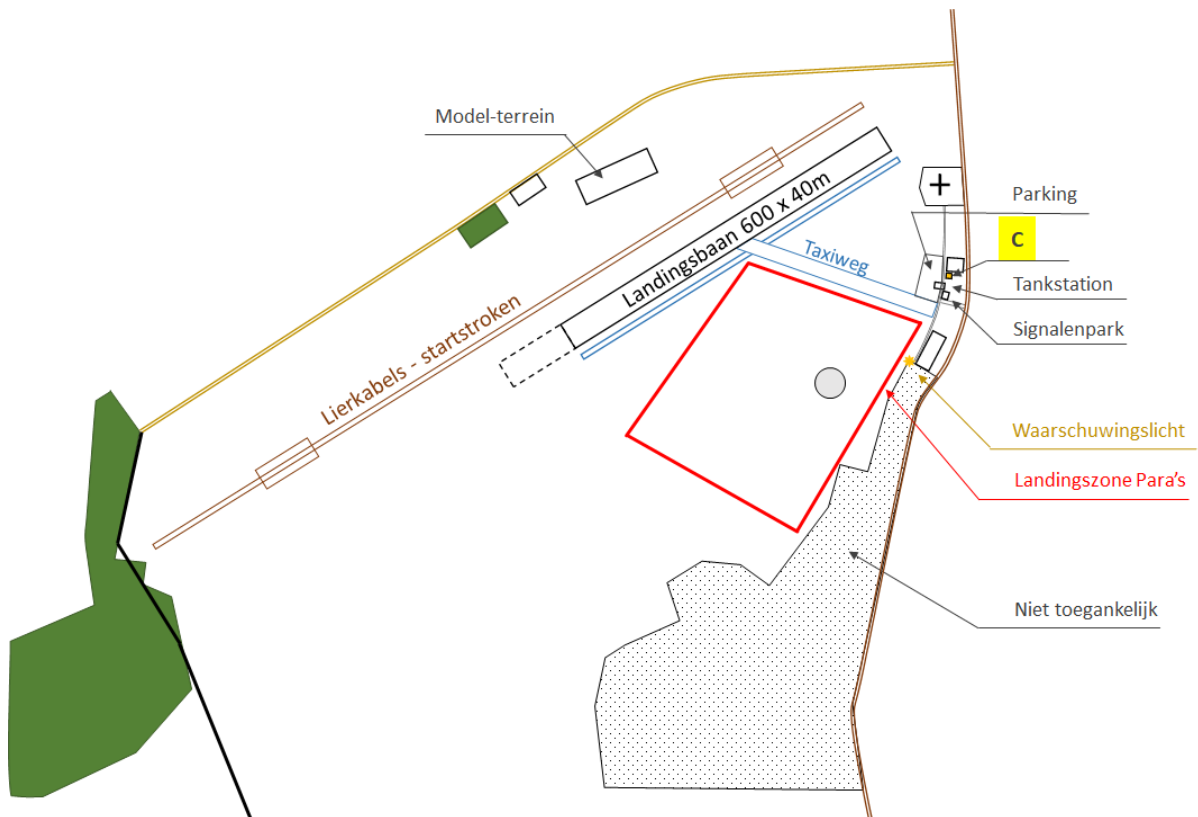 Model-terrein
Parking
C
Landingsbaan 600 x 40m
Taxiweg
Tankstation
Signalenpark
Lierkabels - startstroken
Waarschuwingslicht
Landingszone Para's
Niet toegankelijk